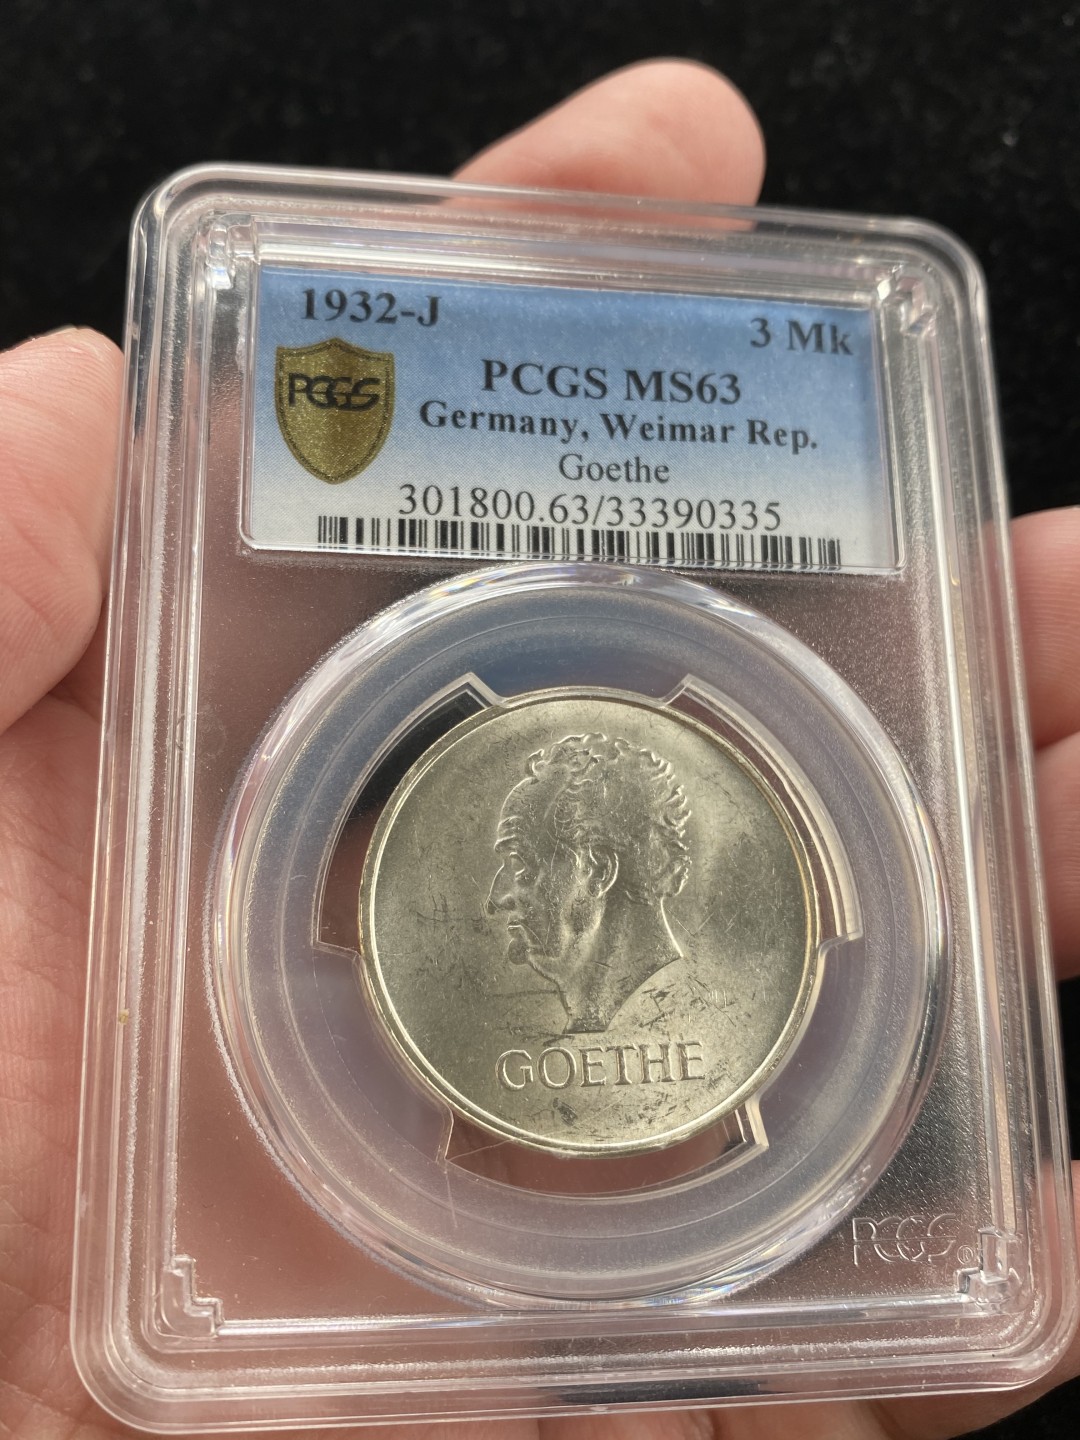 1932-J
3 Mk
PCGS
PCGS MS63
Germany, Weimar Rep.
Goethe
301800.63/33390335
GOETHE
PCGS®